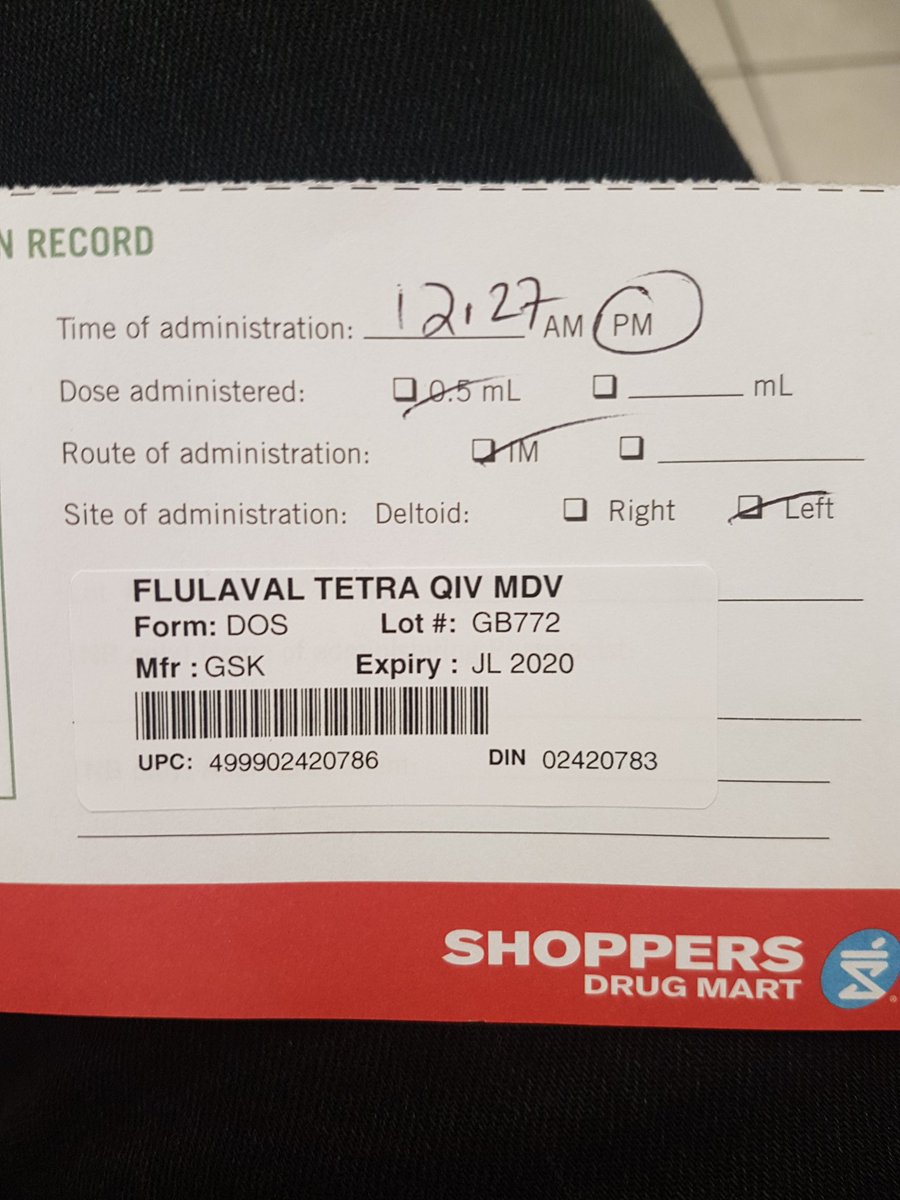 N RECORD
Time of administration: 12:27 AM PM
Dose administered: 0.5 mL mL
Route of administration: IM
Site of administration: Deltoid: Right Left
FLULAVAL TETRA QIV MDV
Form: DOS Lot #: GB772
Mfr : GSK Expiry : JL 2020
UPC: 499902420786 DIN 02420783
SHOPPERS
DRUG MART